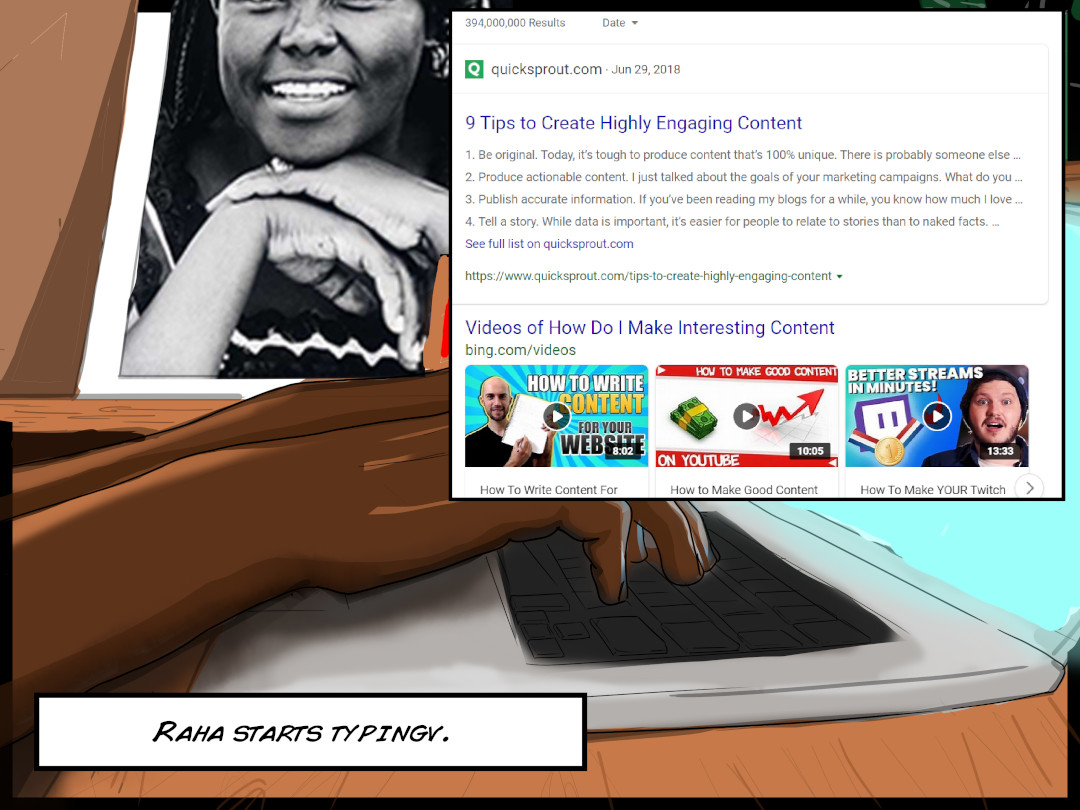 394,000,000 Results Date
quicksprout.com · Jun 29, 2018
9 Tips to Create Highly Engaging Content
1. Be original. Today, it's tough to produce content that's 100% unique. There is probably someone else ...
2. Produce actionable content. I just talked about the goals of your marketing campaigns. What do you ...
3. Publish accurate information. If you've been reading my blogs for a while, you know how much I love ...
4. Tell a story. While data is important, it's easier for people to relate to stories than to naked facts. ...
See full list on quicksprout.com
https://www.quicksprout.com/tips-to-create-highly-engaging-content
Videos of How Do I Make Interesting Content
bing.com/videos
HOW TO WRITE
CONTENT
FOR YOUR
WEBSITE
8:02
How To Write Content For
HOW TO MAKE GOOD CONTENT
10:05
ON YOUTUBE
How to Make Good Content
BETTER STREAMS
IN MINUTES!
13:33
How To Make YOUR Twitch
RAHA STARTS TYPINGV.